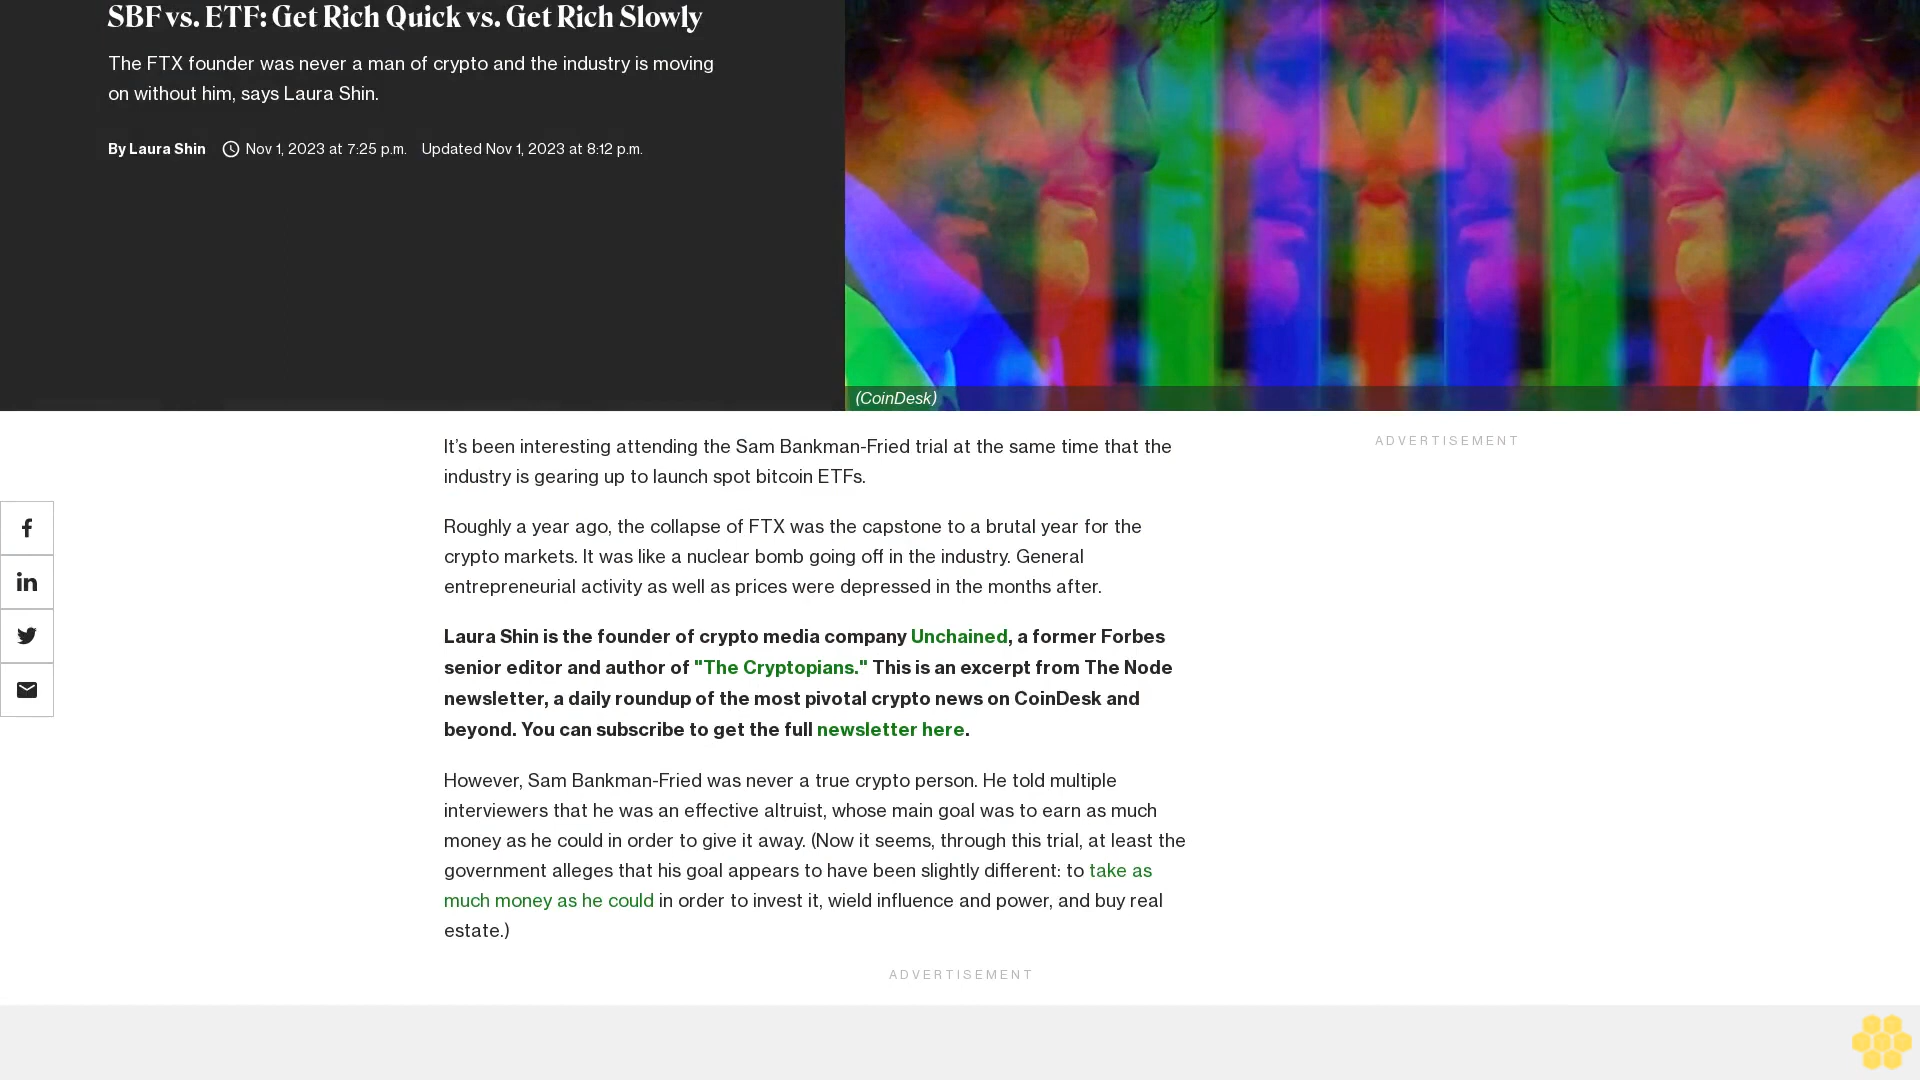 SBF vs. ETF: Get Rich Quick vs. Get Rich Slowly
The FTX founder was never a man of crypto and the industry is moving
on without him, says Laura Shin.
By Laura Shin Nov 1, 2023 at 7:25 p.m. Updated Nov 1, 2023 at 8:12 p.m.
(CoinDesk)
It’s been interesting attending the Sam Bankman-Fried trial at the same time that the
industry is gearing up to launch spot bitcoin ETFs.
ADVERTISEMENT
Roughly a year ago, the collapse of FTX was the capstone to a brutal year for the
crypto markets. It was like a nuclear bomb going off in the industry. General
entrepreneurial activity as well as prices were depressed in the months after.
Laura Shin is the founder of crypto media company Unchained, a former Forbes
senior editor and author of "The Cryptopians." This is an excerpt from The Node
newsletter, a daily roundup of the most pivotal crypto news on CoinDesk and
beyond. You can subscribe to get the full newsletter here.
However, Sam Bankman-Fried was never a true crypto person. He told multiple
interviewers that he was an effective altruist, whose main goal was to earn as much
money as he could in order to give it away. (Now it seems, through this trial, at least the
government alleges that his goal appears to have been slightly different: to take as
much money as he could in order to invest it, wield influence and power, and buy real
estate.)
ADVERTISEMENT